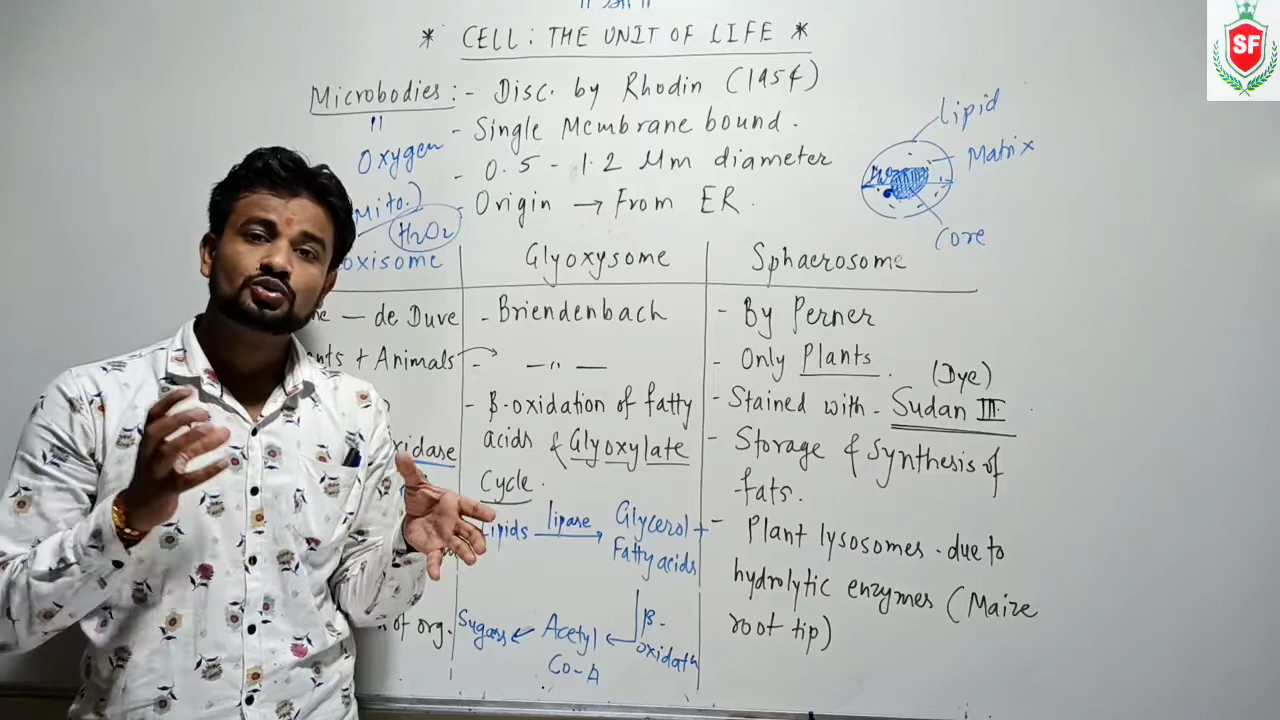 * CELL : THE UNIT OF LIFE *
Microbodies : - Disc. by Rhodin (1954)
"
Oxygen
Mito.)
H2O2
- Single Membrane bound.
- 0.5 - 1.2 Mm diameter
- Origin → From ER.
Lipid
Matrix
Core
SF
oxisome
— de Duve
+ Animals
idase
of org.
Glyoxysome
- Briendenbach
- — " —
- β-oxidation of fatty
acids & Glyoxylate
Cycle.
Lipids lipase → Glycerol +
Fatty acids
β-
oxidatn
Sugars ← Acetyl
Co-A
Sphaerosome
- By Perner
- Only Plants.
(Dye)
- Stained with - Sudan III
- Storage & Synthesis of
fats.
- Plant lysosomes. due to
hydrolytic enzymes (Maize
root tip)